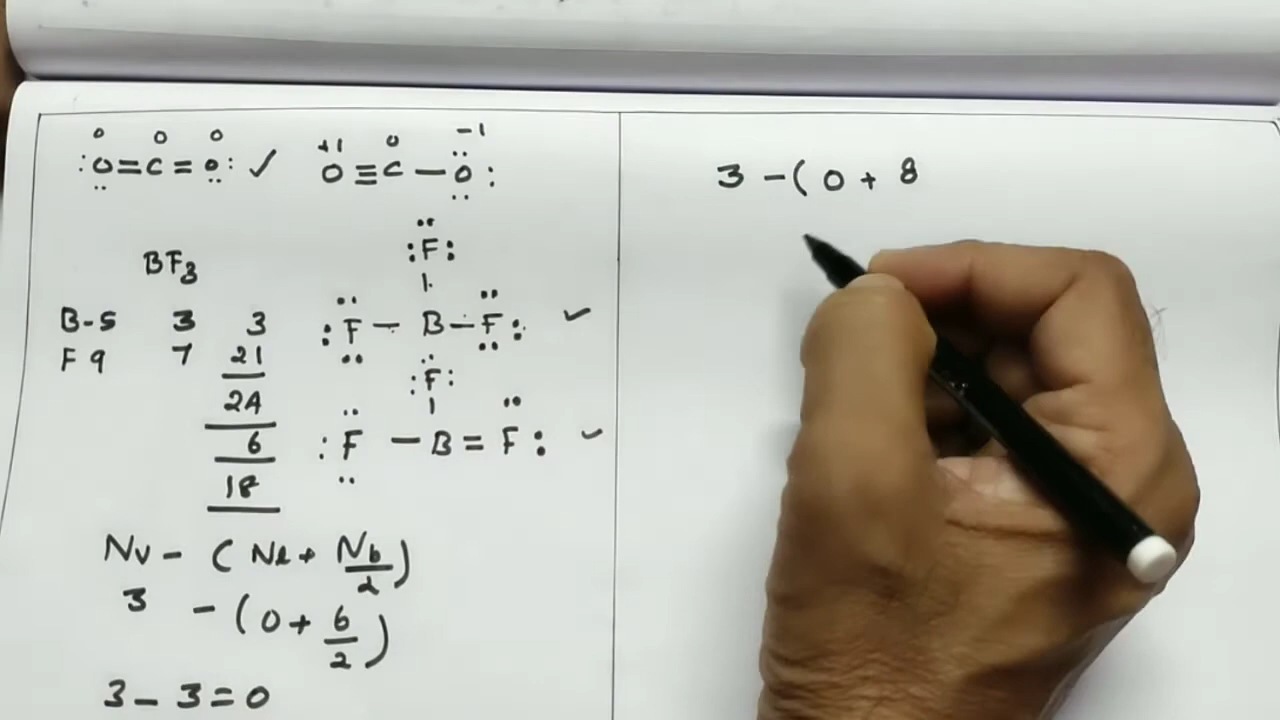 0 0 0 +1 0 -1
:O=C=O: ✓ O≡C-O:
:F:
BF3
B-5 3 3 :F-B-F: ✓
F 9 7 21
:F:
24
6 :F-B=F: ✓
18
Nv - (Nl + Nb/2)
3 - (0 + 6/2)
3 - 3 = 0
3 - ( 0 + 8